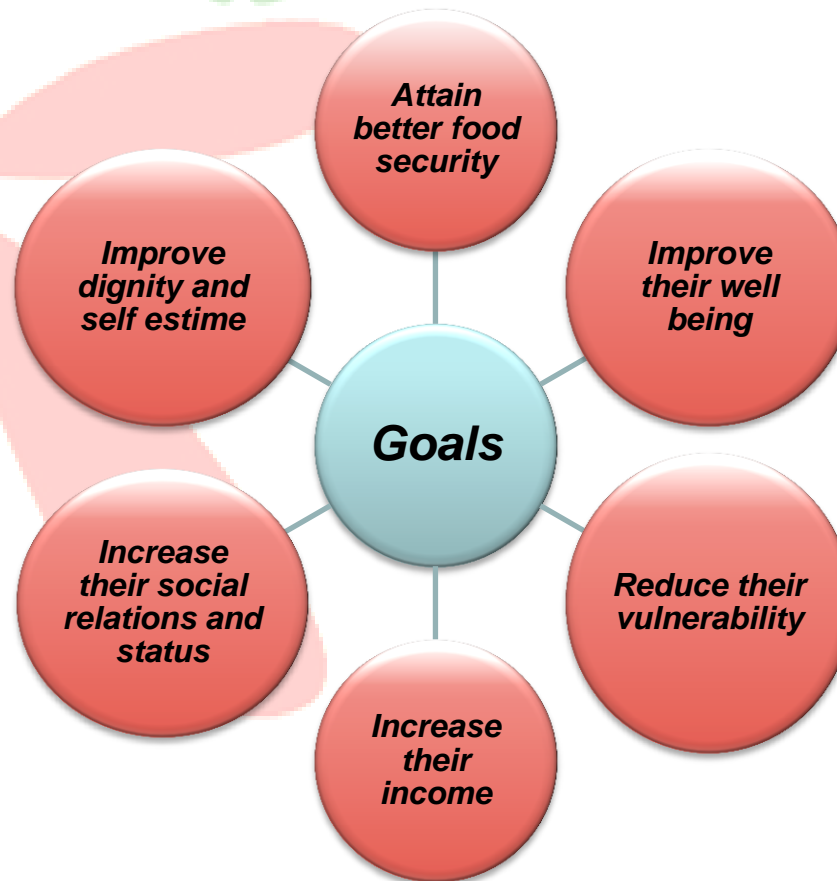 Attain
better food
security
Improve
their well
being
Reduce their
vulnerability
Increase
their
income
Increase
their social
relations and
status
Improve
dignity and
self estime
Goals